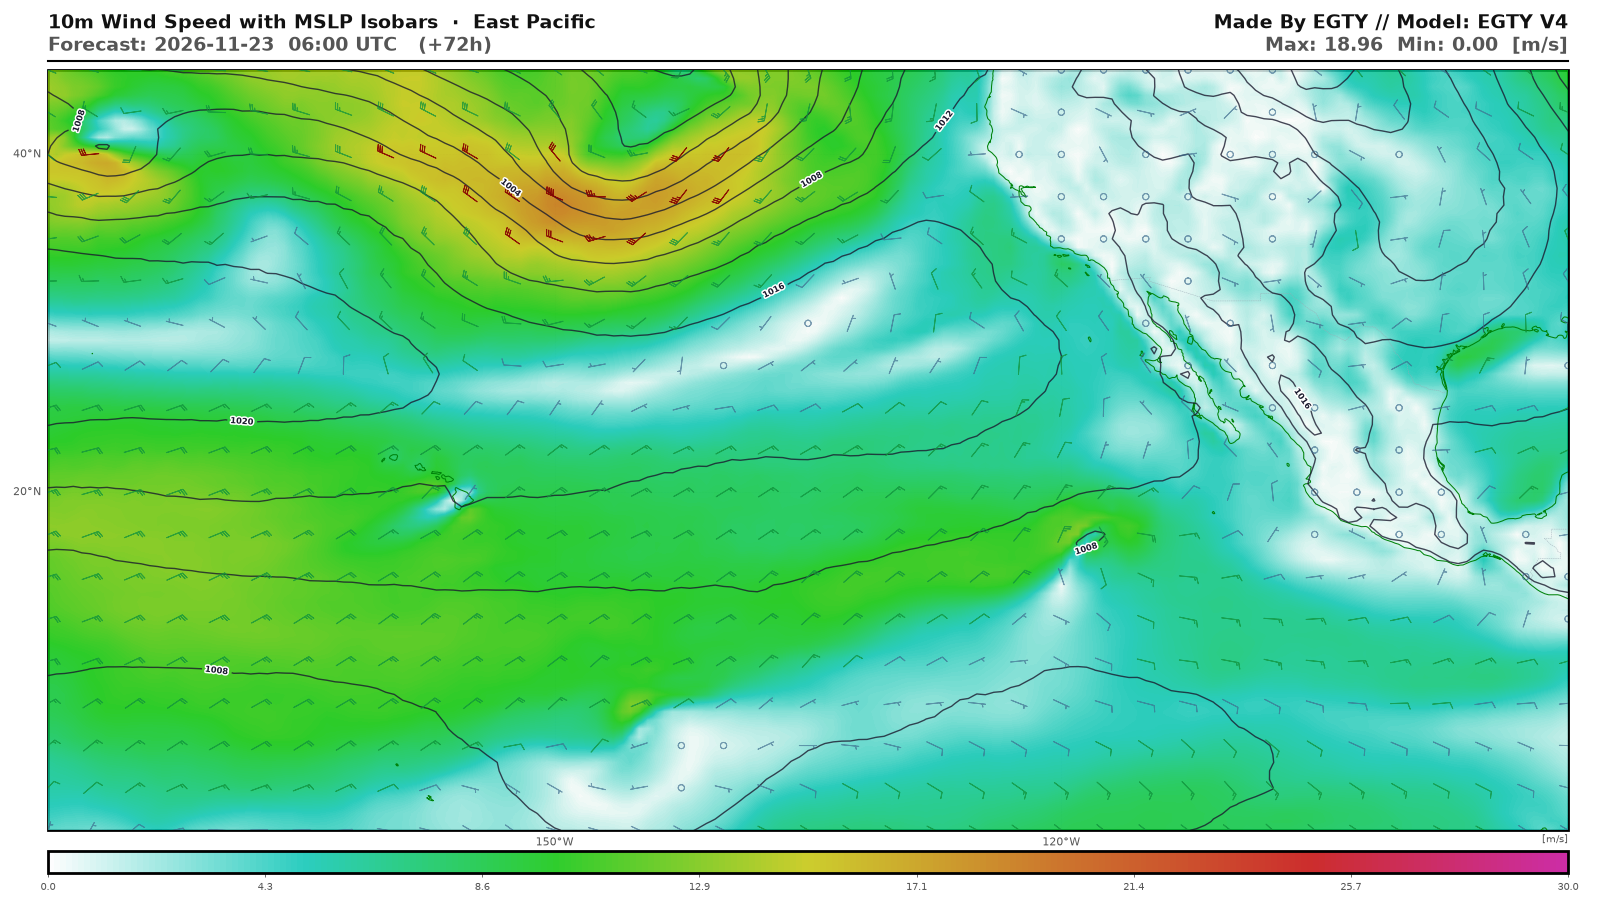 10m Wind Speed with MSLP Isobars · East Pacific
Made By EGTY // Model: EGTY V4
Forecast: 2026-11-23 06:00 UTC (+72h)
Max: 18.96 Min: 0.00 [m/s]
1008
1012
40°N
1004
1008
1016
1016
1020
20°N
1008
1008
150°W
120°W
[m/s]
0.0
4.3
8.6
12.9
17.1
21.4
25.7
30.0